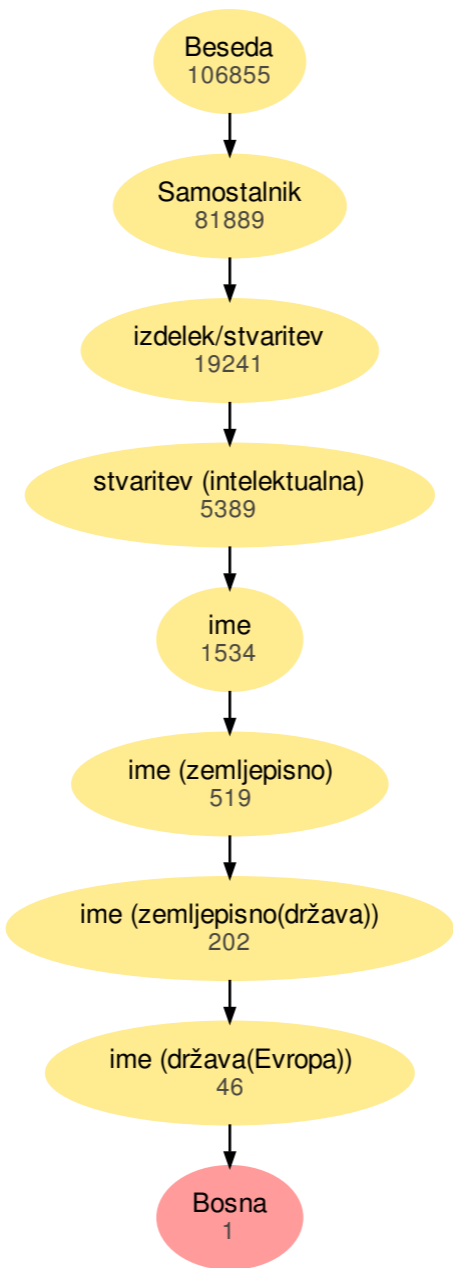 Beseda
106855
Samostalnik
81889
izdelek/stvaritev
19241
stvaritev (intelektualna)
5389
ime
1534
ime (zemljepisno)
519
ime (zemljepisno(država))
202
ime (država(Evropa))
46
Bosna
1